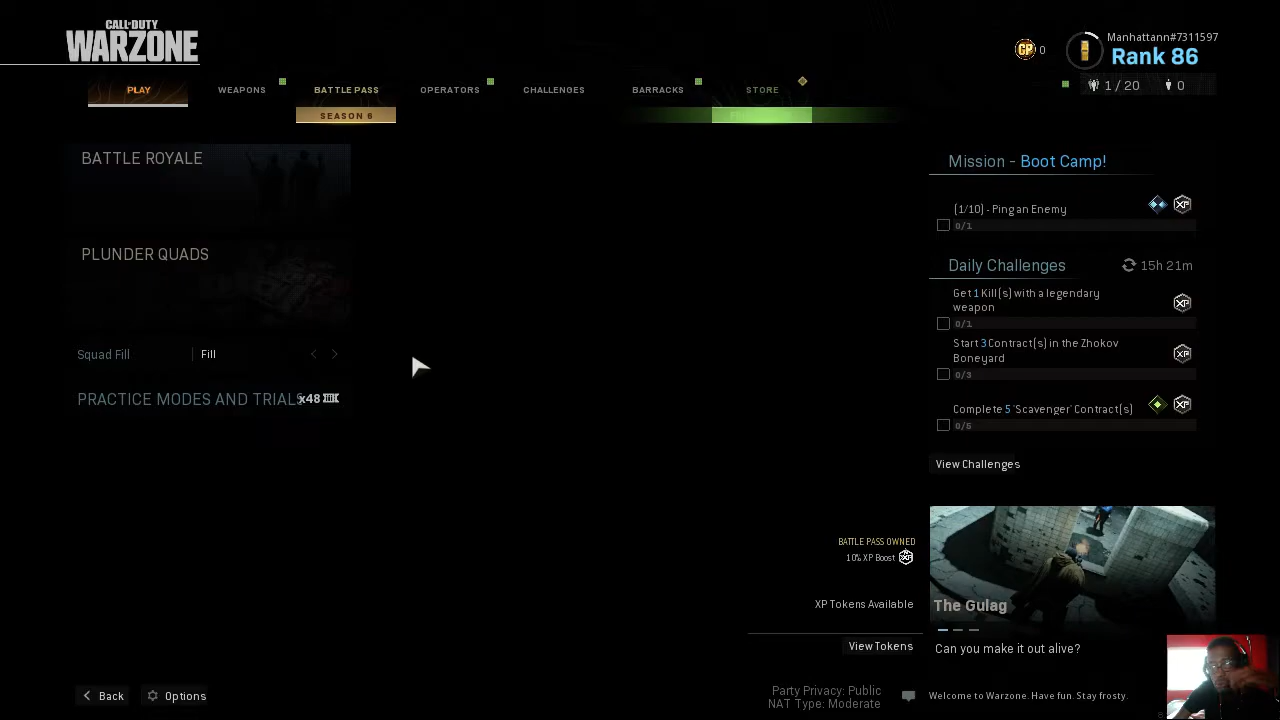 CALL OF DUTY
WARZONE
CP 0
Manhattann#7311597
Rank 86
1 / 20 0
PLAY WEAPONS BATTLE PASS OPERATORS CHALLENGES BARRACKS STORE
SEASON 6
BATTLE ROYALE
PLUNDER QUADS
Squad Fill Fill
PRACTICE MODES AND TRIALS x48
Mission - Boot Camp!
(1/10) - Ping an Enemy XP
0/1
Daily Challenges 15h 21m
Get 1 Kill(s) with a legendary
weapon XP
0/1
Start 3 Contract(s) in the Zhokov
Boneyard XP
0/3
Complete 5 'Scavenger' Contract(s) XP
0/5
View Challenges
BATTLE PASS OWNED
10% XP Boost XP
XP Tokens Available
View Tokens
The Gulag
Can you make it out alive?
Back Options
Party Privacy: Public
NAT Type: Moderate
Welcome to Warzone. Have fun. Stay frosty.